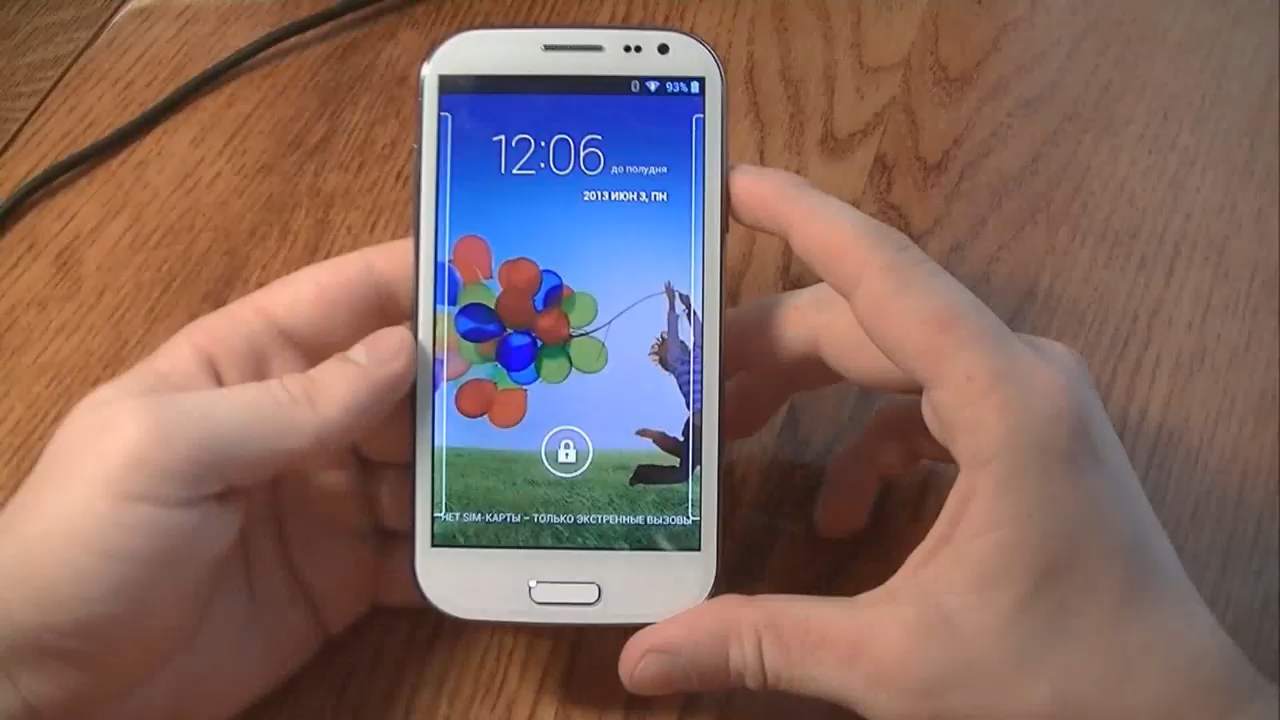 93%
12:06 до полудня
2013 ИЮН 3, ПН
НЕТ SIM-КАРТЫ – ТОЛЬКО ЭКСТРЕННЫЕ ВЫЗОВЫ